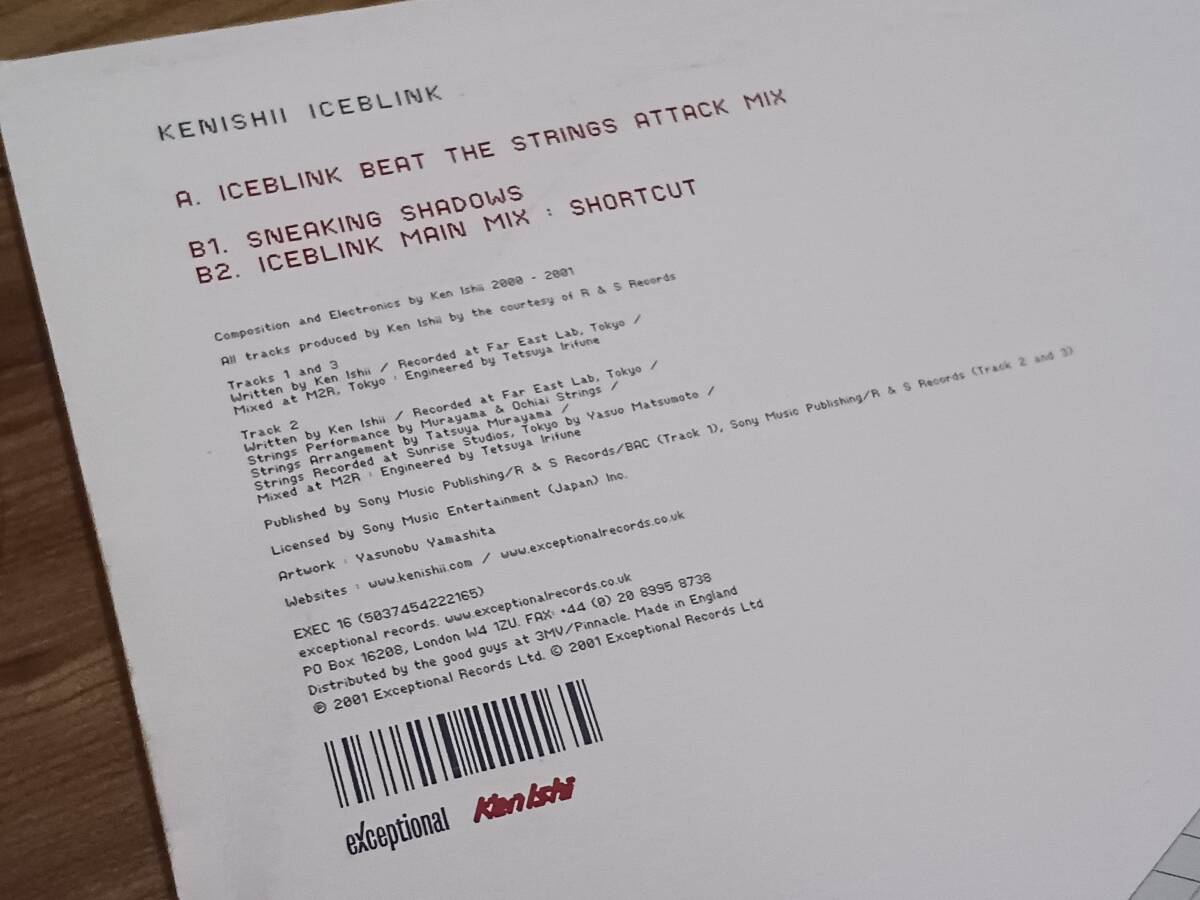 KENISHII ICEBLINK
A. ICEBLINK BEAT THE STRINGS ATTACK MIX
B1. SNEAKING SHADOWS
B2. ICEBLINK MAIN MIX : SHORTCUT
Composition and Electronics by Ken Ishii 2000 - 2001
All tracks produced by Ken Ishii by the courtesy of R & S Records
Tracks 1 and 3
Written by Ken Ishii / Recorded at Far East Lab, Tokyo /
Mixed at M2R, Tokyo : Engineered by Tetsuya Irifune
Track 2
Written by Ken Ishii / Recorded at Far East Lab, Tokyo /
Strings Performance by Murayama & Ochiai Strings /
Strings Arrangement by Tatsuya Murayama /
Strings Recorded at Sunrise Studios, Tokyo by Yasuo Matsumoto /
Mixed at M2R : Engineered by Tetsuya Irifune
Published by Sony Music Publishing/R & S Records/BAC (Track 1), Sony Music Publishing/R & S Records (Track 2 and 3)
Licensed by Sony Music Entertainment (Japan) Inc.
Artwork : Yasunobu Yamashita
Websites : www.kenishii.com / www.exceptionalrecords.co.uk
EXEC 16 (5037454222165)
exceptional records. www.exceptionalrecords.co.uk
PO Box 16208, London W4 1ZU. FAX: +44 (0) 20 8995 8738
Distributed by the good guys at 3MV/Pinnacle. Made in England
℗ 2001 Exceptional Records Ltd. © 2001 Exceptional Records Ltd
exceptional Ken Ishii